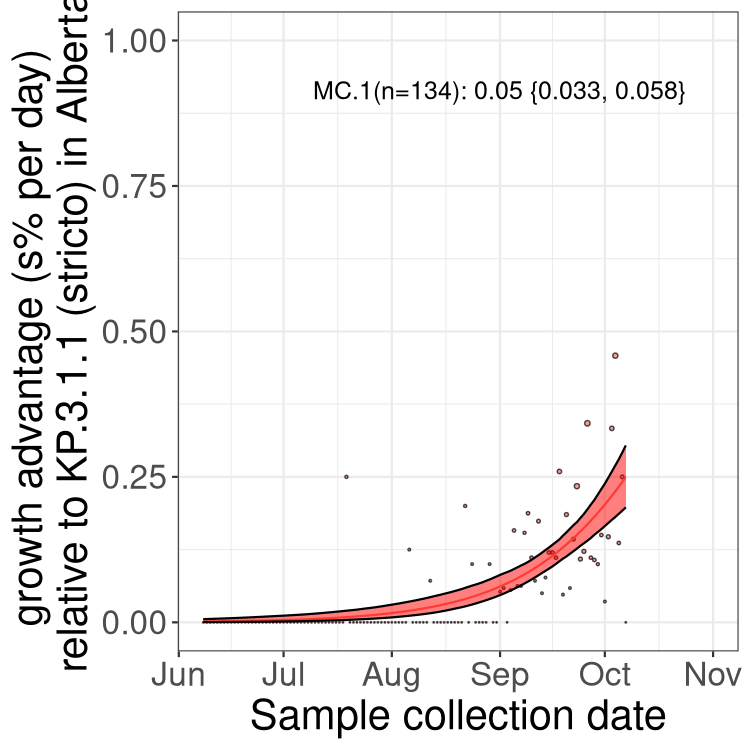 growth advantage (s% per day)
relative to KP.3.1.1 (stricto) in Alberta
1.00
0.75
0.50
0.25
0.00
MC.1(n=134): 0.05 {0.033, 0.058}
Jun Jul Aug Sep Oct Nov
Sample collection date